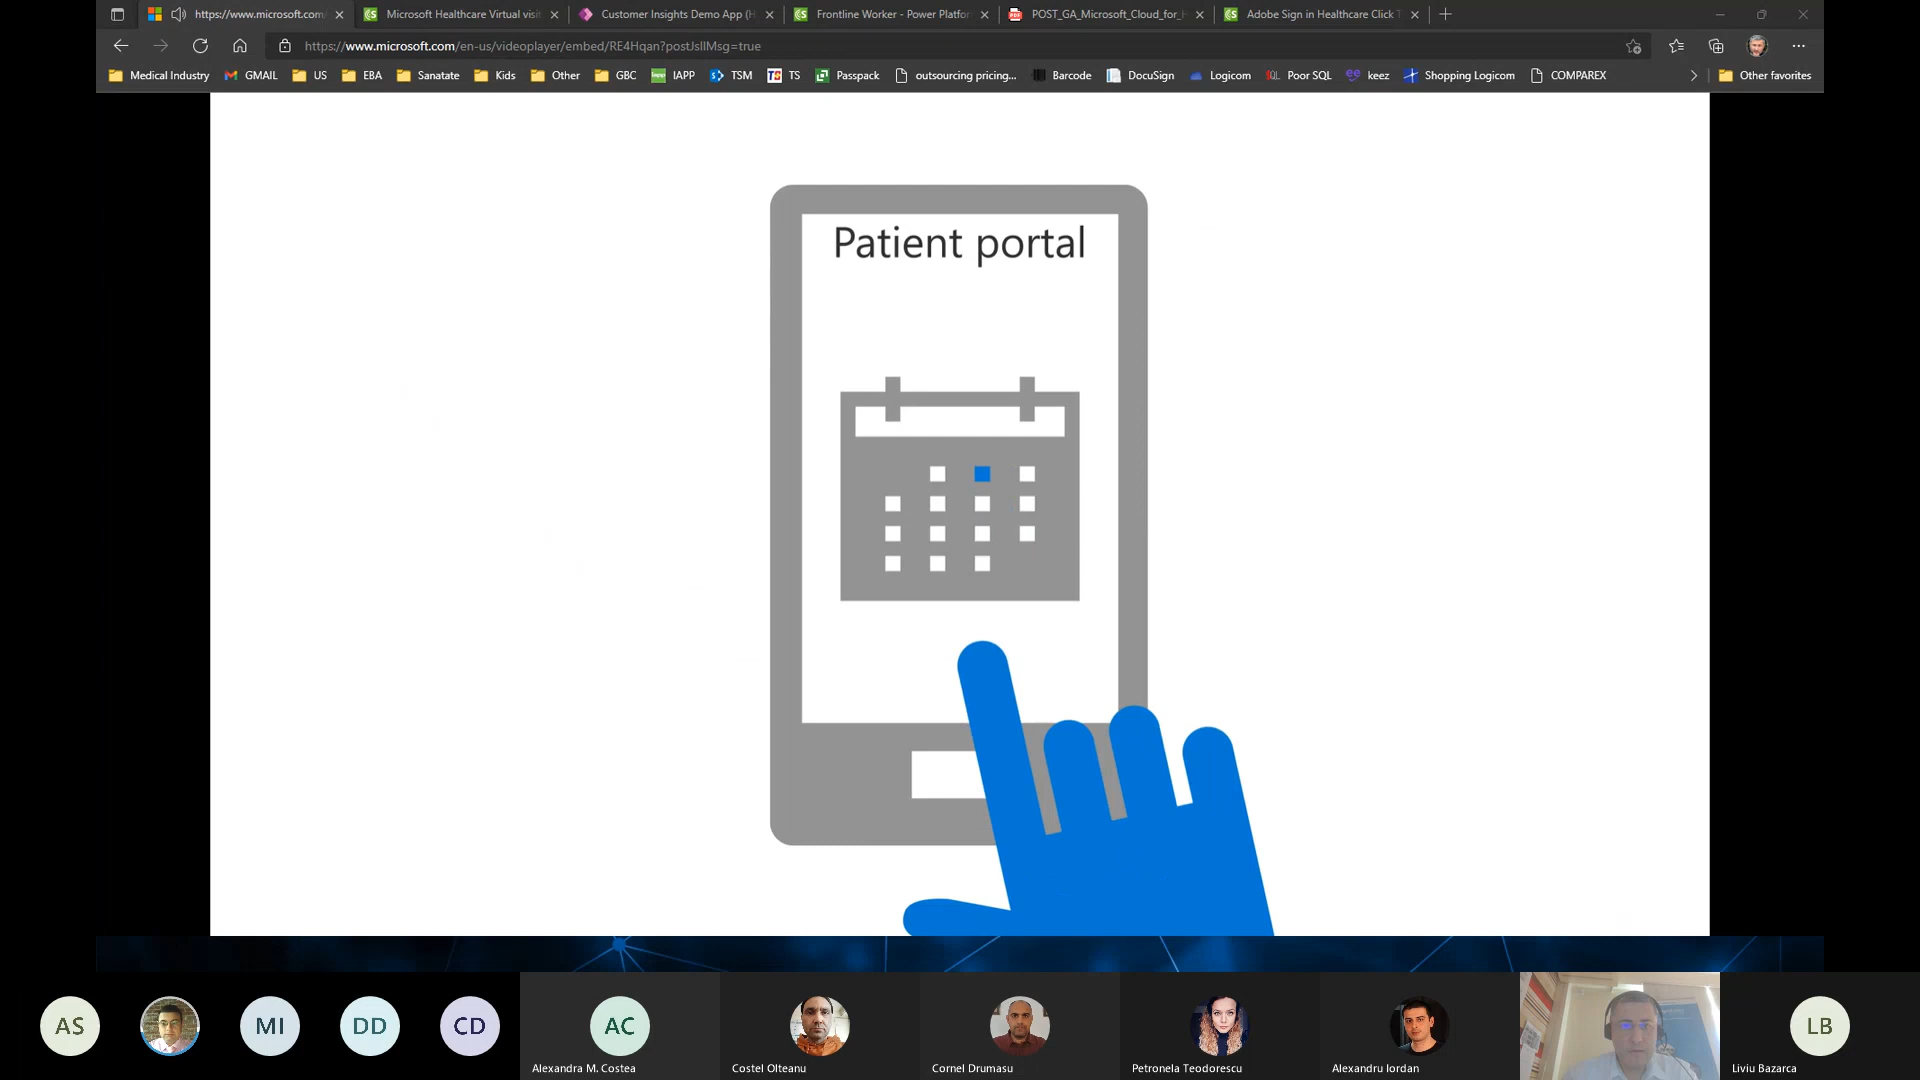 https://www.microsoft.com/
Microsoft Healthcare Virtual visi
Customer Insights Demo App (H
Frontline Worker - Power Platfor
POST_GA_Microsoft_Cloud_for_H
Adobe Sign in Healthcare Click T
https://www.microsoft.com/en-us/videoplayer/embed/RE4Hqan?postJsllMsg=true
Medical Industry GMAIL US EBA Sanatate Kids Other GBC IAPP TSM TS Passpack outsourcing pricing... Barcode DocuSign Logicom Poor SQL keez Shopping Logicom COMPAREX Other favorites
Patient portal
AS MI DD CD AC LB
Alexandra M. Costea
Costel Olteanu
Cornel Drumasu
Petronela Teodorescu
Alexandru Iordan
Liviu Bazarca